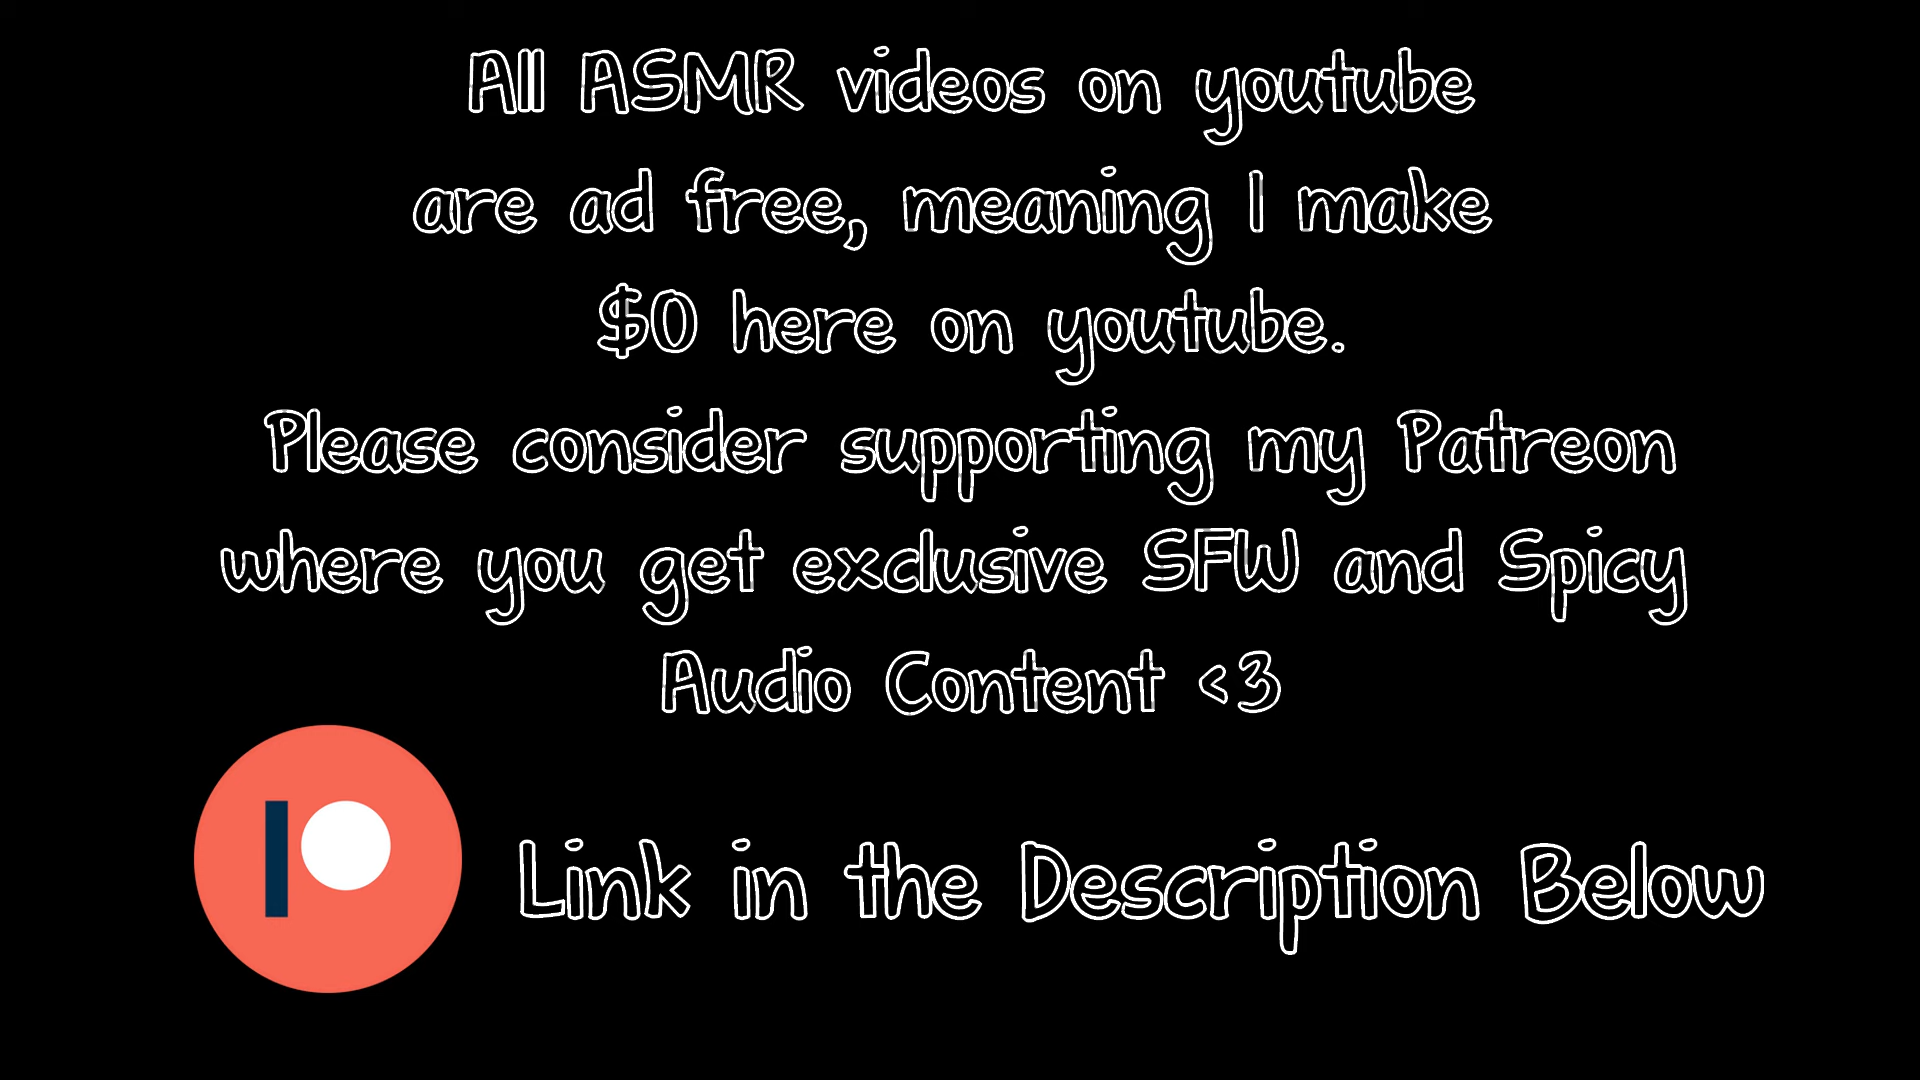 All ASMR videos on youtube
are ad free, meaning I make
$0 here on youtube.
Please consider supporting my Patreon
where you get exclusive SFW and Spicy
Audio Content <3
Link in the Description Below